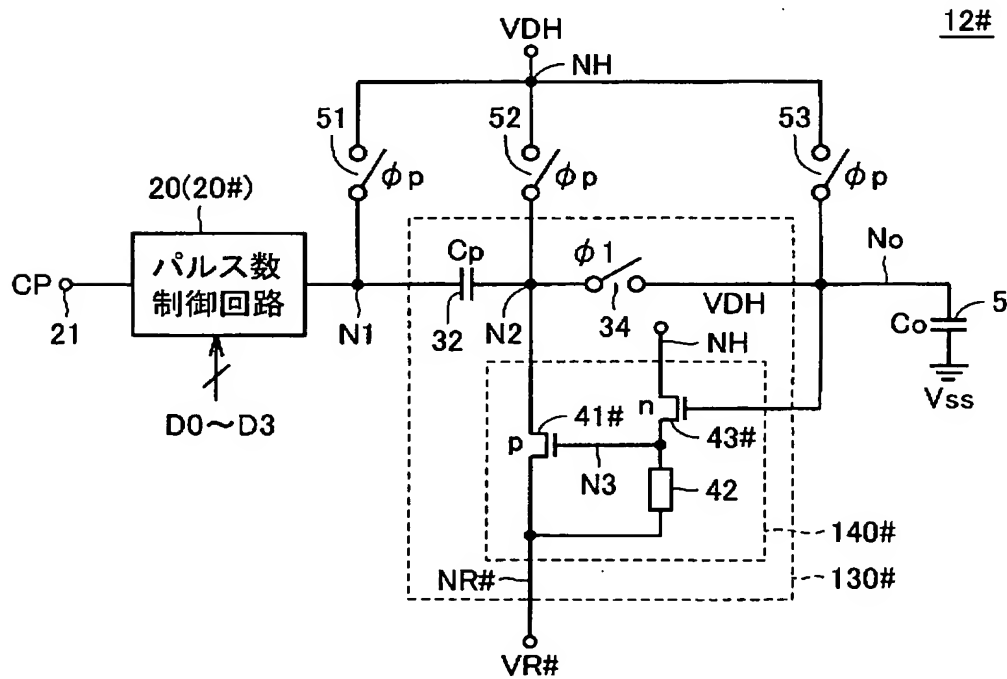 12#
VDH
NH
51
52
53
φp
φp
φp
20(20#)
Cp
φ1
No
CP
パルス数
制御回路
VDH
5
21
N1
32
N2
34
Co
NH
Vss
D0～D3
41#
n
43#
p
N3
42
140#
NR#
130#
VR#